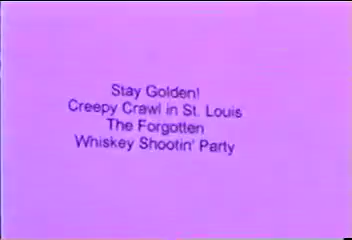 Stay Golden!
Creepy Crawl in St. Louis
The Forgotten
Whiskey Shootin' Party